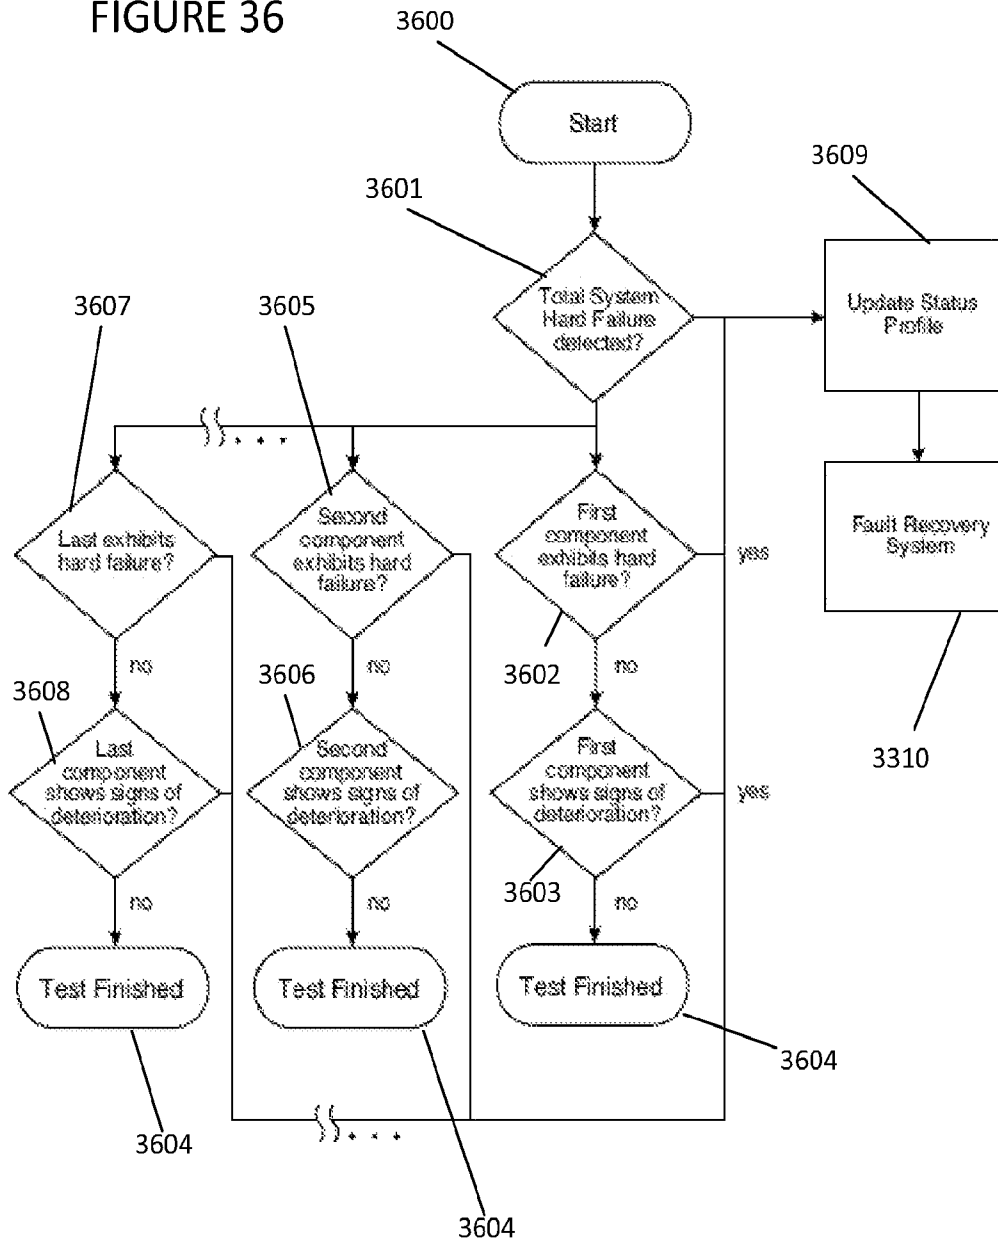 FIGURE 36
3600
Start
3601
3609
Total System
Hard Failure
detected?
Update Status
Profile
3607
3605
Last exhibits
hard failure?
Second
component
exhibits hard
failure?
First
component
exhibits hard
failure?
yes
Fault Recovery
System
no
no
3602
no
3608
3606
3310
Last
component
shows signs of
deterioration?
Second
component
shows signs of
deterioration?
First
component
shows signs of
deterioration?
yes
no
no
3603
no
Test Finished
Test Finished
Test Finished
3604
3604
3604